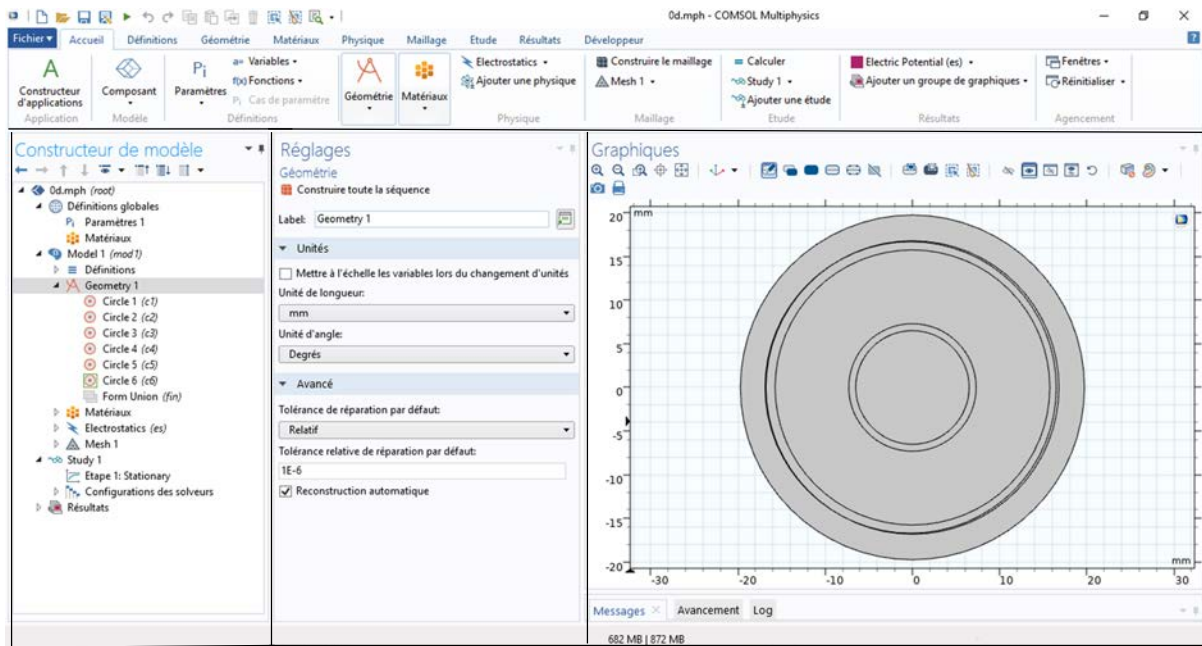 0d.mph - COMSOL Multiphysics
Fichier Accueil Définitions Géométrie Matériaux Physique Maillage Etude Résultats Développeur
Constructeur d'applications
Application
Composant
Modèle
Pi
Paramètres
a= Variables
f(x) Fonctions
Pi Cas de paramètre
Définitions
Géométrie
Matériaux
Electrostatics
Ajouter une physique
Physique
Construire le maillage
Mesh 1
Maillage
= Calculer
Study 1
Ajouter une étude
Etude
Electric Potential (es)
Ajouter un groupe de graphiques
Résultats
Fenêtres
Réinitialiser
Agencement
Constructeur de modèle
0d.mph (root)
Définitions globales
Pi Paramètres 1
Matériaux
Model 1 (mod1)
Définitions
Geometry 1
Circle 1 (c1)
Circle 2 (c2)
Circle 3 (c3)
Circle 4 (c4)
Circle 5 (c5)
Circle 6 (c6)
Form Union (fin)
Matériaux
Electrostatics (es)
Mesh 1
Study 1
Etape 1: Stationary
Configurations des solveurs
Résultats
Réglages
Géométrie
Construire toute la séquence
Label: Geometry 1
Unités
Mettre à l'échelle les variables lors du changement d'unités
Unité de longueur:
mm
Unité d'angle:
Degrés
Avancé
Tolérance de réparation par défaut:
Relatif
Tolérance relative de réparation par défaut:
1E-6
Reconstruction automatique
Graphiques
mm
20
15
10
5
0
-5
-10
-15
-20
-30 -20 -10 0 10 20 30
mm
Messages Avancement Log
682 MB | 872 MB